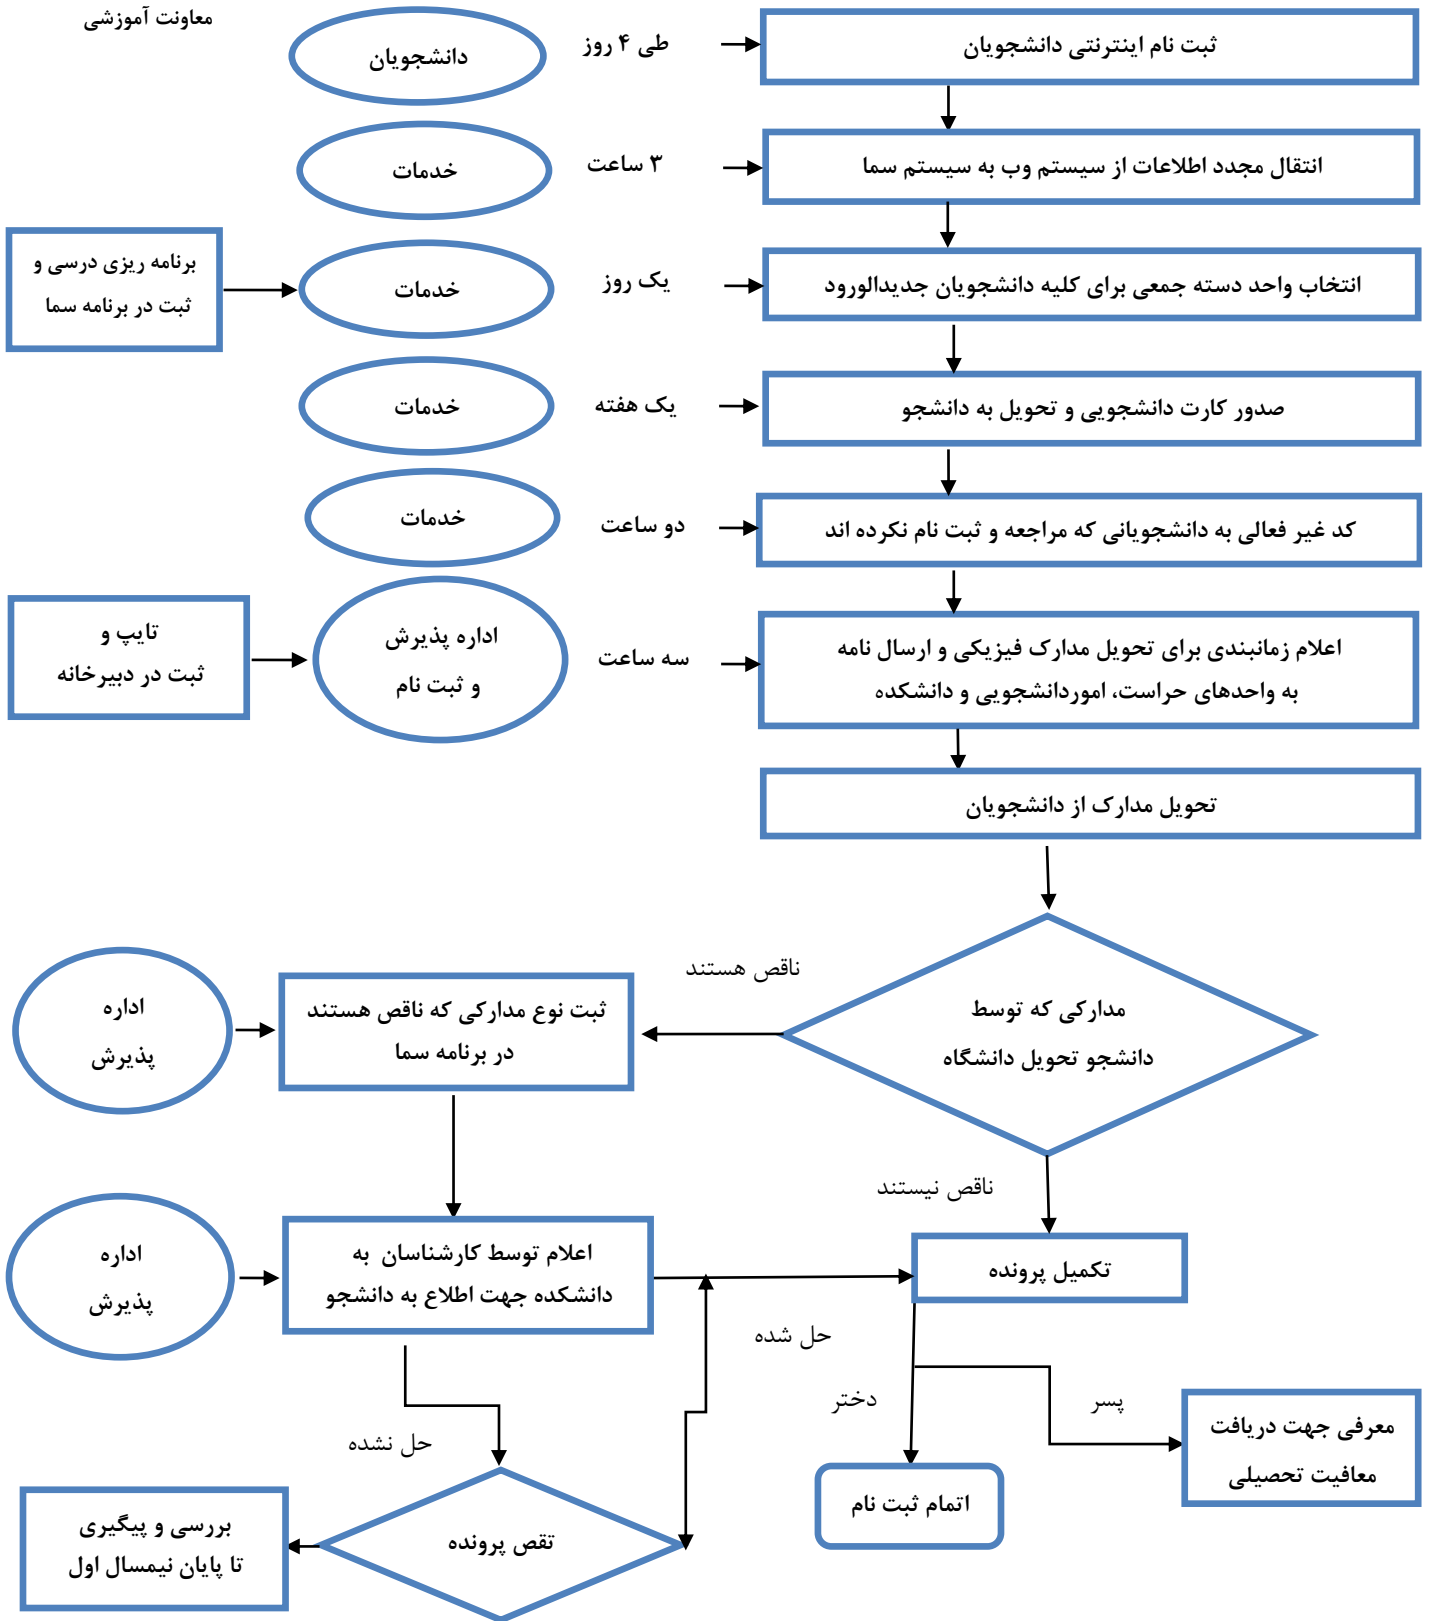 معاونت آموزشی
ثبت نام اینترنتی دانشجویان
طی ۴ روز
دانشجویان
انتقال مجدد اطلاعات از سیستم وب به سیستم سما
۳ ساعت
خدمات
انتخاب واحد دسته جمعی برای کلیه دانشجویان جدیدالورود
یک روز
خدمات
برنامه ریزی درسی و
ثبت در برنامه سما
صدور کارت دانشجویی و تحویل به دانشجو
یک هفته
خدمات
کد غیر فعالی به دانشجویانی که مراجعه و ثبت نام نکرده اند
دو ساعت
خدمات
اعلام زمانبندی برای تحویل مدارک فیزیکی و ارسال نامه
به واحدهای حراست، اموردانشجویی و دانشکده
سه ساعت
اداره پذیرش
و ثبت نام
تایپ و
ثبت در دبیرخانه
تحویل مدارک از دانشجویان
مدارکی که توسط
دانشجو تحویل دانشگاه
ناقص هستند
ثبت نوع مدارکی که ناقص هستند
در برنامه سما
اداره
پذیرش
ناقص نیستند
تکمیل پرونده
اعلام توسط کارشناسان به
دانشکده جهت اطلاع به دانشجو
اداره
پذیرش
حل شده
دختر
پسر
معرفی جهت دریافت
معافیت تحصیلی
اتمام ثبت نام
حل نشده
تقص پرونده
بررسی و پیگیری
تا پایان نیمسال اول